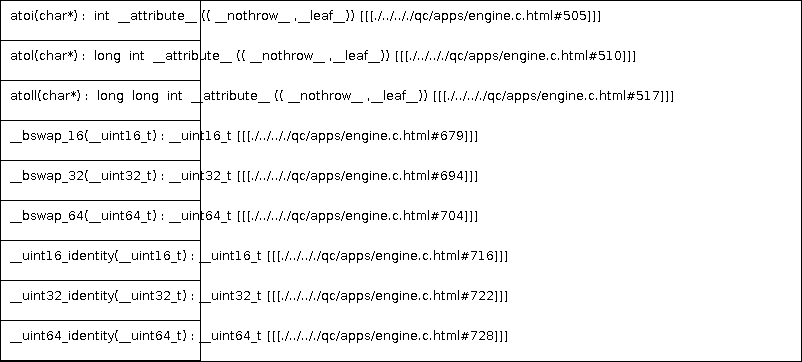 atoi(char*) : int __attribute__ (( __nothrow__ ,__leaf__)) [[[./../.././qc/apps/engine.c.html#505]]]
atol(char*) : long int __attribute__ (( __nothrow__ ,__leaf__)) [[[./../.././qc/apps/engine.c.html#510]]]
atoll(char*) : long long int __attribute__ (( __nothrow__ ,__leaf__)) [[[./../.././qc/apps/engine.c.html#517]]]
__bswap_16(__uint16_t) : __uint16_t [[[./../.././qc/apps/engine.c.html#679]]]
__bswap_32(__uint32_t) : __uint32_t [[[./../.././qc/apps/engine.c.html#694]]]
__bswap_64(__uint64_t) : __uint64_t [[[./../.././qc/apps/engine.c.html#704]]]
__uint16_identity(__uint16_t) : __uint16_t [[[./../.././qc/apps/engine.c.html#716]]]
__uint32_identity(__uint32_t) : __uint32_t [[[./../.././qc/apps/engine.c.html#722]]]
__uint64_identity(__uint64_t) : __uint64_t [[[./../.././qc/apps/engine.c.html#728]]]